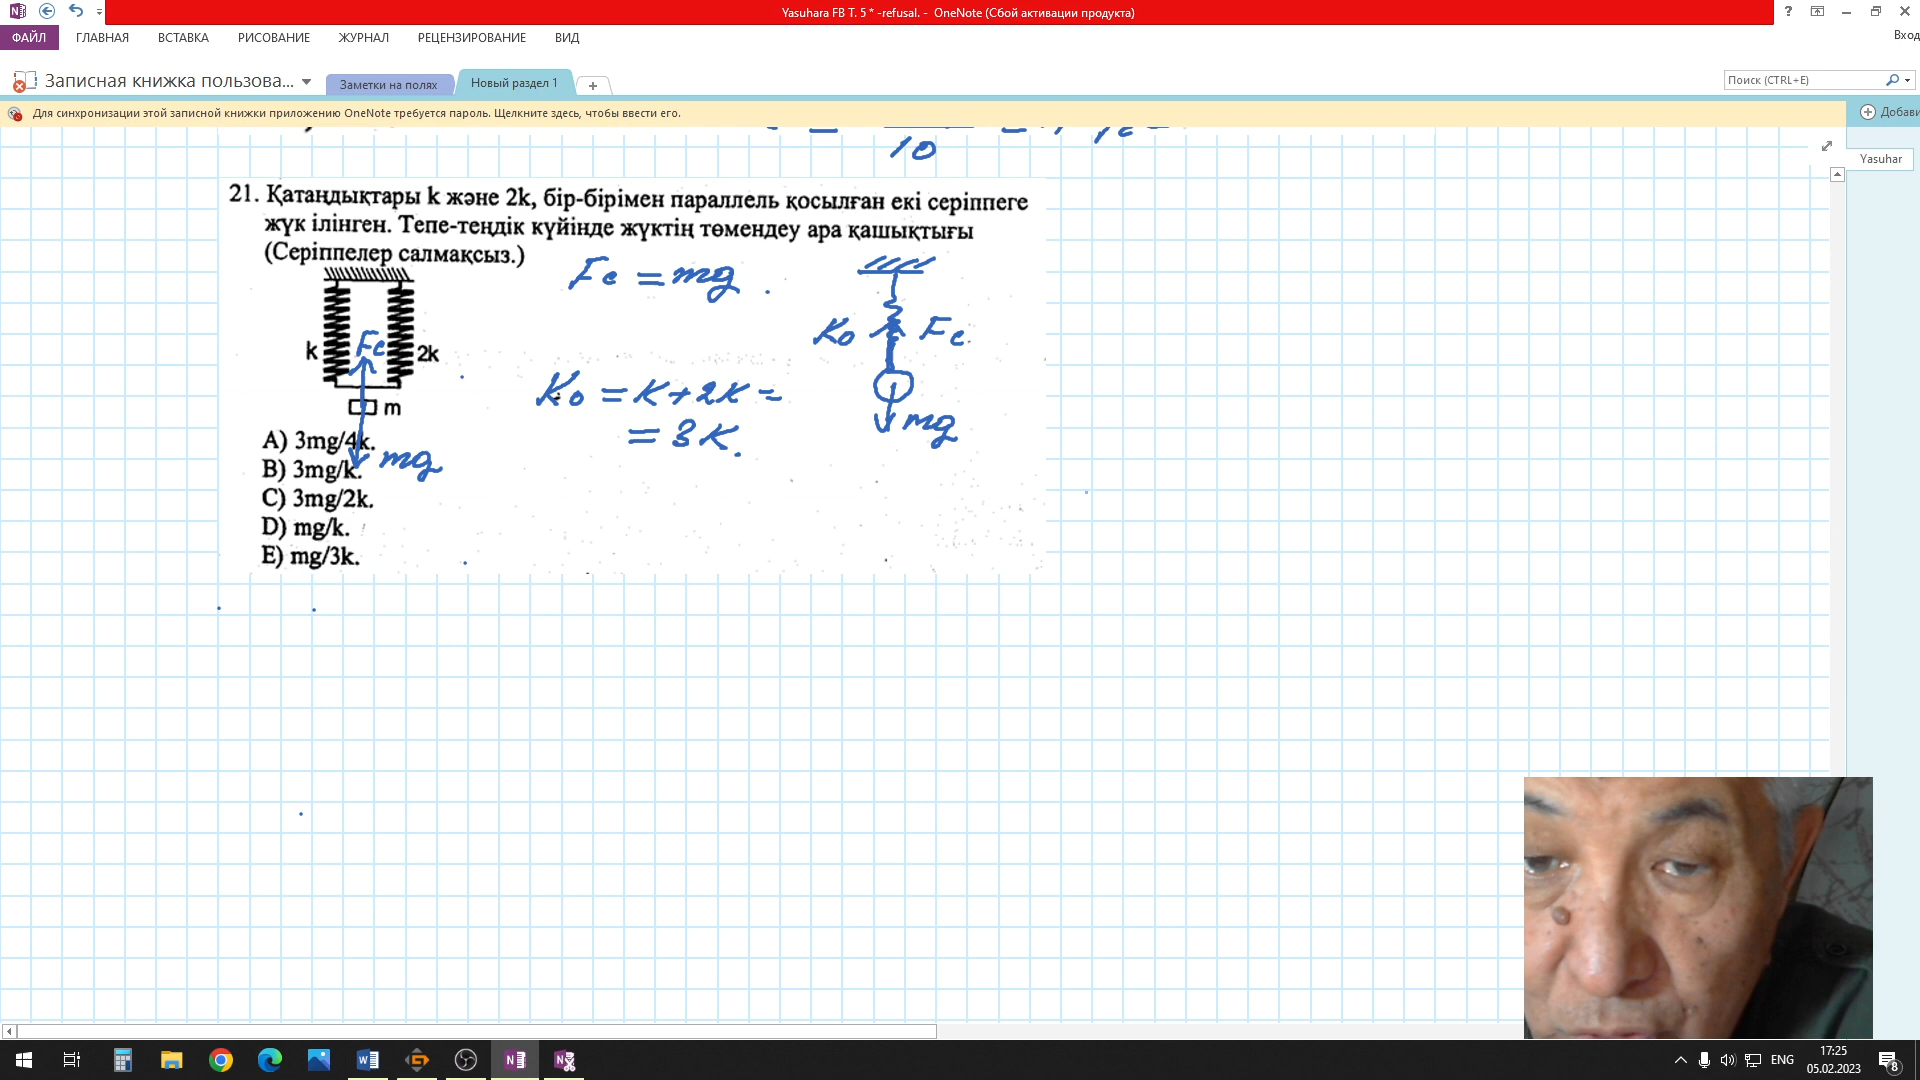 Yasuhara FB T. 5 * -refusal. - OneNote (Сбой активации продукта)
ФАЙЛ ГЛАВНАЯ ВСТАВКА РИСОВАНИЕ ЖУРНАЛ РЕЦЕНЗИРОВАНИЕ ВИД
Вход
Записная книжка пользова... Заметки на полях Новый раздел 1
Поиск (CTRL+E)
Для синхронизации этой записной книжки приложению OneNote требуется пароль. Щелкните здесь, чтобы ввести его.
Добави
Yasuhar
10
21. Қатаңдықтары k және 2k, бір-бірімен параллель қосылған екі серіппеге
жүк ілінген. Тепе-теңдік күйінде жүктің төмендеу ара қашықтығы
(Серіппелер салмақсыз.)
Fc = mg.
K0 Fc
k Fc 2k
K0 = K + 2K =
= 3K.
m
mg
A) 3mg/4k.
mg
B) 3mg/k.
C) 3mg/2k.
D) mg/k.
E) mg/3k.
ENG
17:25
05.02.2023
8